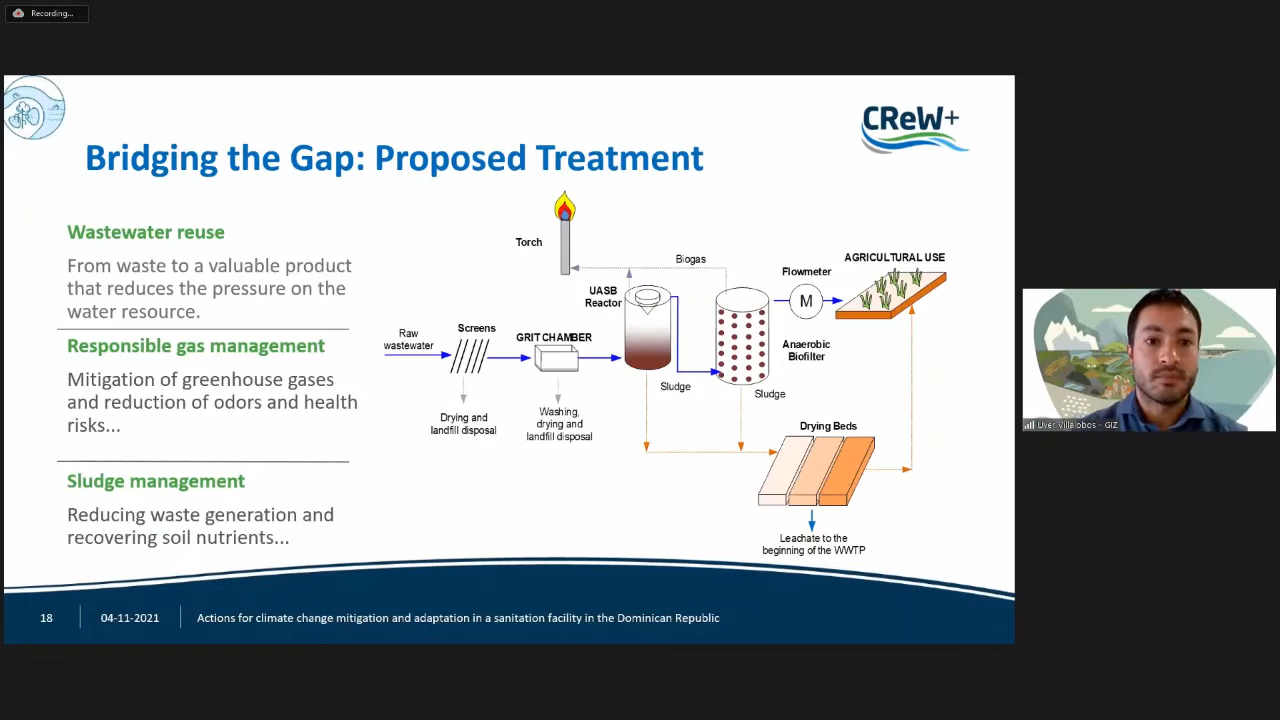 Recording...
CReW+
Bridging the Gap: Proposed Treatment
Wastewater reuse
From waste to a valuable product
that reduces the pressure on the
water resource.
Responsible gas management
Mitigation of greenhouse gases
and reduction of odors and health
risks...
Sludge management
Reducing waste generation and
recovering soil nutrients...
Torch
Biogas
AGRICULTURAL USE
Flowmeter
M
UASB
Reactor
Raw
wastewater
Screens
GRIT CHAMBER
Anaerobic
Biofilter
Sludge
Sludge
Drying and
landfill disposal
Washing,
drying and
landfill disposal
Drying Beds
Leachate to the
beginning of the WWTP
18
04-11-2021
Actions for climate change mitigation and adaptation in a sanitation facility in the Dominican Republic
Liver Villalobos - GIZ